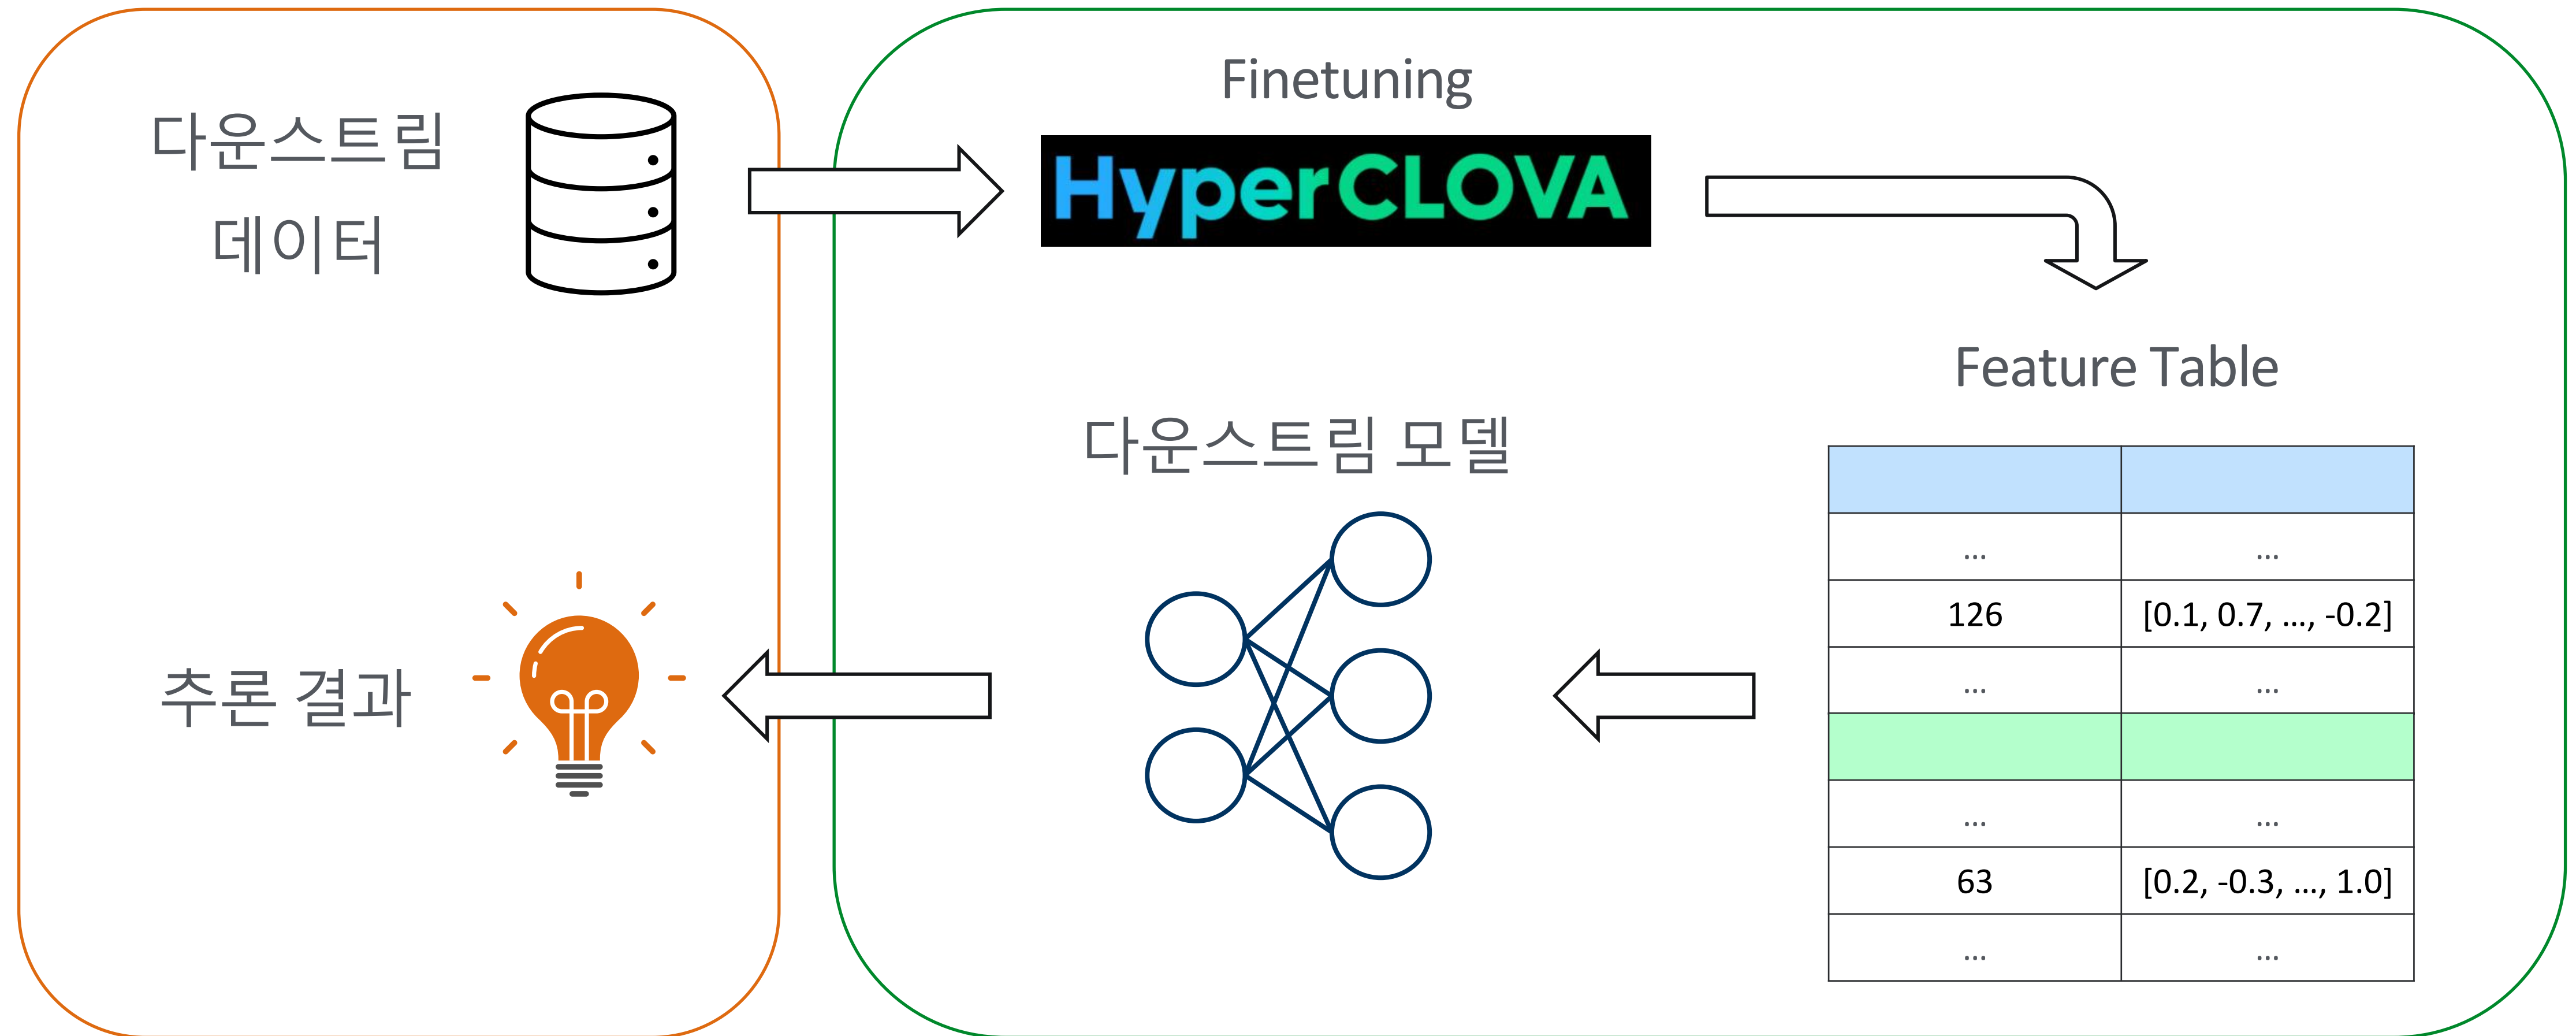 다운스트림
데이터
Finetuning
HyperCLOVA
Feature Table
... ...
126 [0.1, 0.7, ..., -0.2]
... ...
... ...
63 [0.2, -0.3, ..., 1.0]
... ...
다운스트림 모델
추론 결과